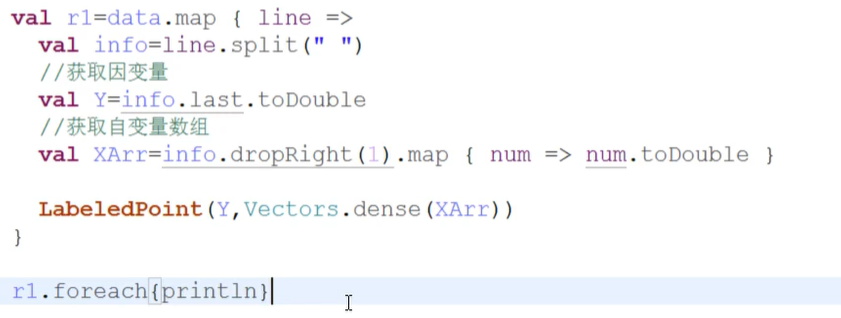 val r1=data.map { line =>
  val info=line.split(" ")
  //获取因变量
  val Y=info.last.toDouble
  //获取自变量数组
  val XArr=info.dropRight(1).map { num => num.toDouble }
  LabeledPoint(Y,Vectors.dense(XArr))
}
r1.foreach{println}